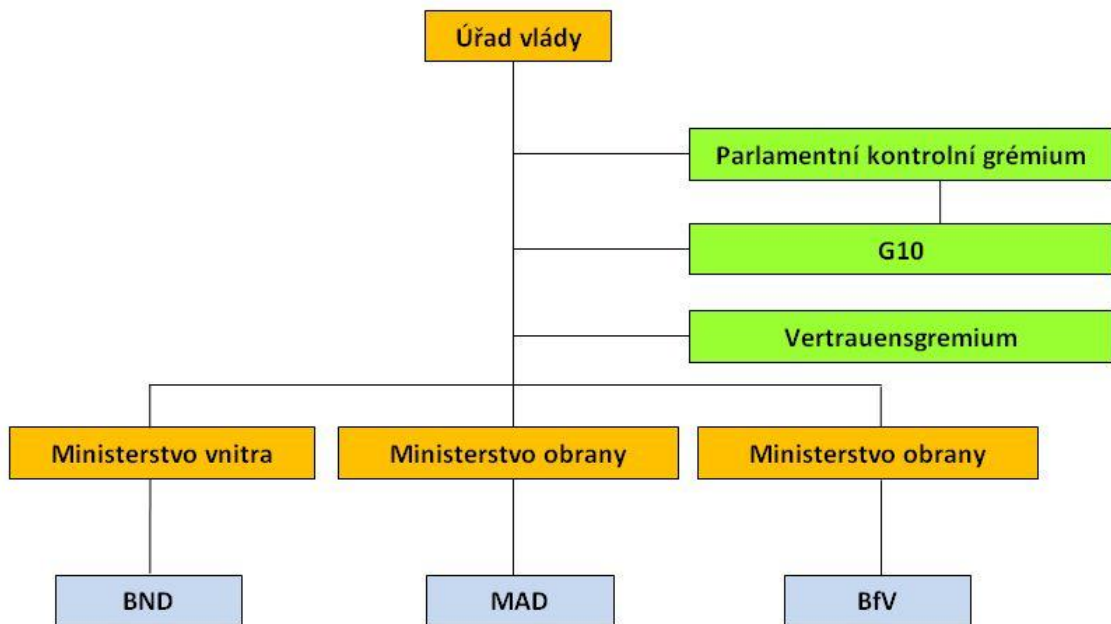 Úřad vlády
Parlamentní kontrolní grémium
G10
Vertrauensgremium
Ministerstvo vnitra
Ministerstvo obrany
Ministerstvo obrany
BND
MAD
BfV